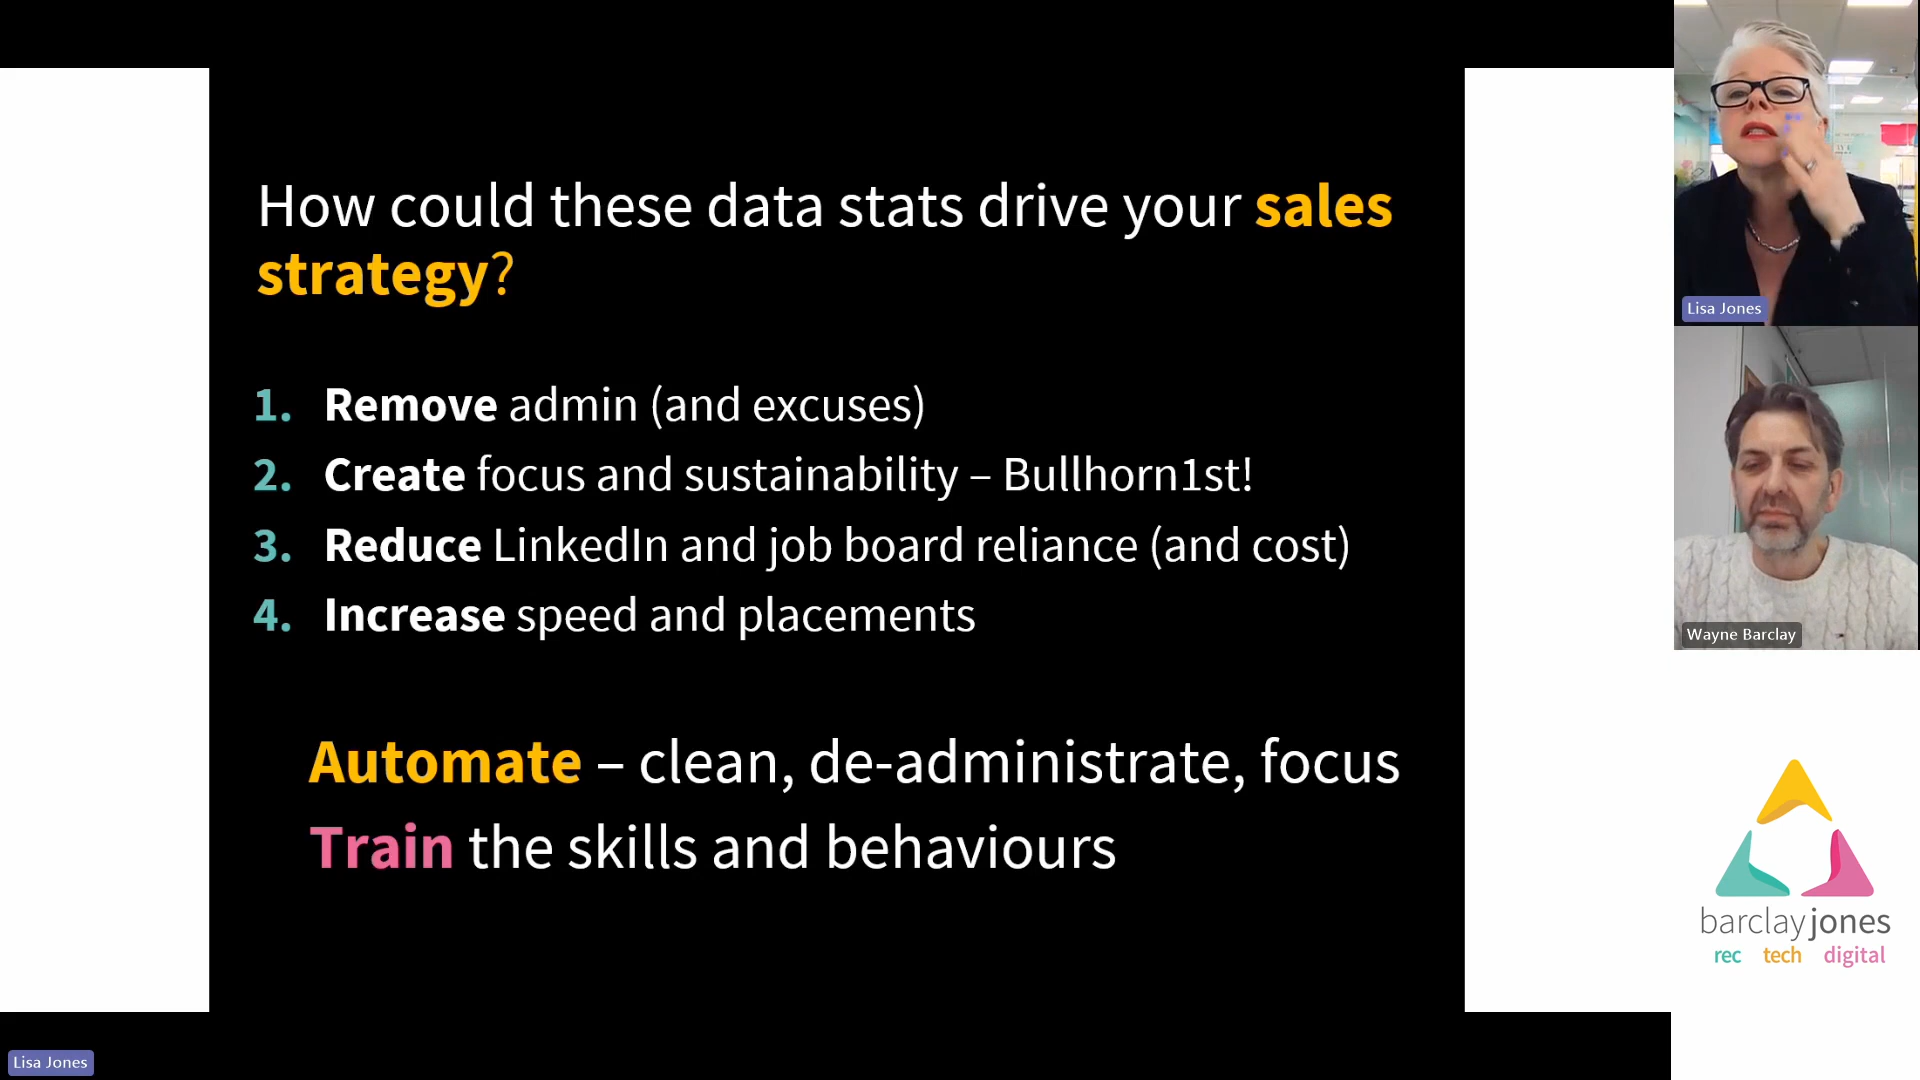 How could these data stats drive your sales
strategy?
1. Remove admin (and excuses)
2. Create focus and sustainability – Bullhorn1st!
3. Reduce LinkedIn and job board reliance (and cost)
4. Increase speed and placements
Automate – clean, de-administrate, focus
Train the skills and behaviours
Lisa Jones
Wayne Barclay
barclayjones
rec tech digital
Lisa Jones